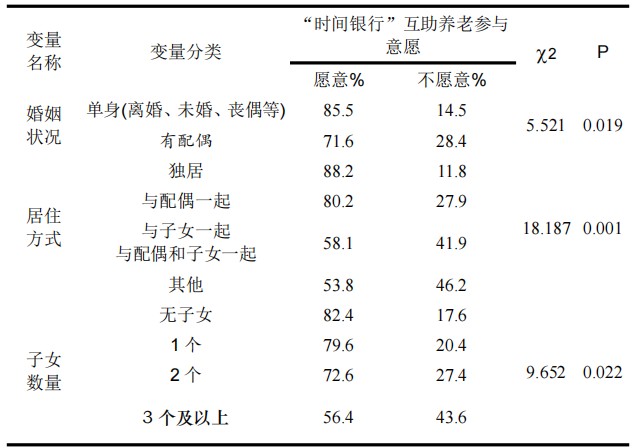 变量名称 变量分类 “时间银行”互助养老参与意愿 χ2 P
愿意% 不愿意%
婚姻状况 单身(离婚、未婚、丧偶等) 85.5 14.5 5.521 0.019
有配偶 71.6 28.4
居住方式 独居 88.2 11.8 18.187 0.001
与配偶一起 80.2 27.9
与子女一起
与配偶和子女一起 58.1 41.9
其他 53.8 46.2
子女数量 无子女 82.4 17.6 9.652 0.022
1个 79.6 20.4
2个 72.6 27.4
3个及以上 56.4 43.6